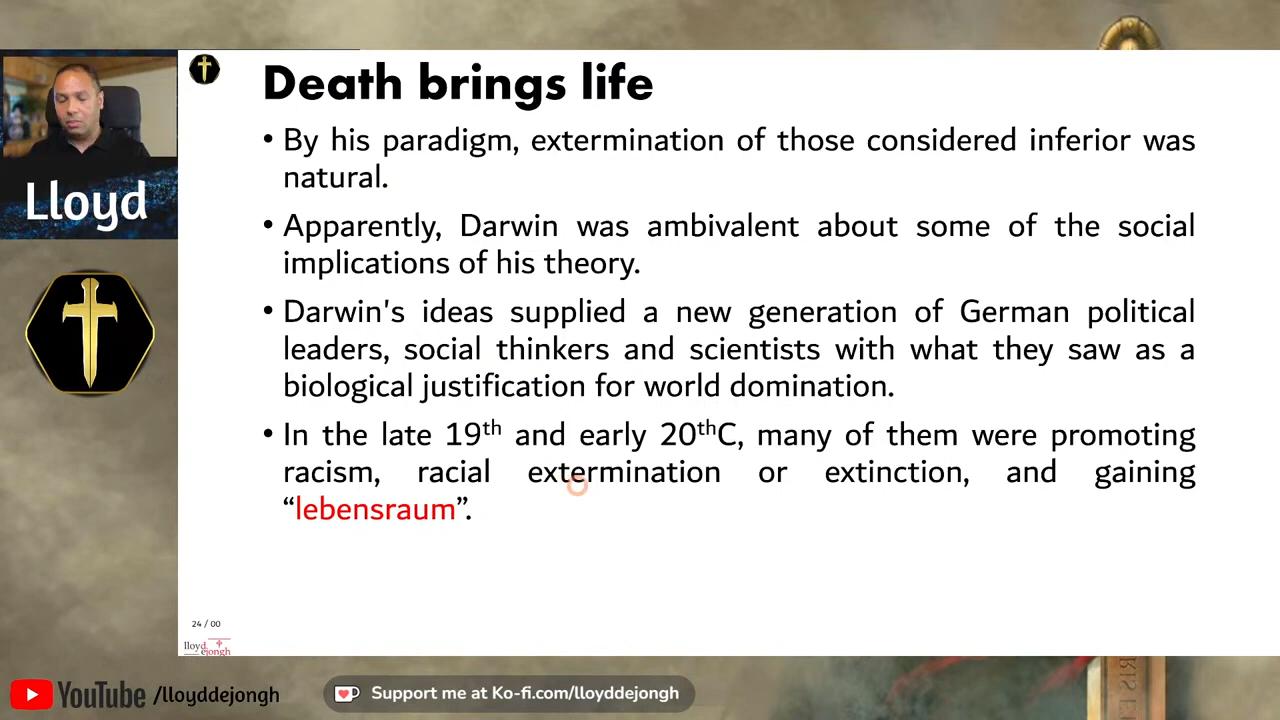 Death brings life
• By his paradigm, extermination of those considered inferior was
natural.
• Apparently, Darwin was ambivalent about some of the social
implications of his theory.
• Darwin's ideas supplied a new generation of German political
leaders, social thinkers and scientists with what they saw as a
biological justification for world domination.
• In the late 19th and early 20thC, many of them were promoting
racism, racial extermination or extinction, and gaining
“lebensraum”.
Lloyd
24 / 00
lloyd
ejongh
YouTube /lloyddejongh
Support me at Ko-fi.com/lloyddejongh